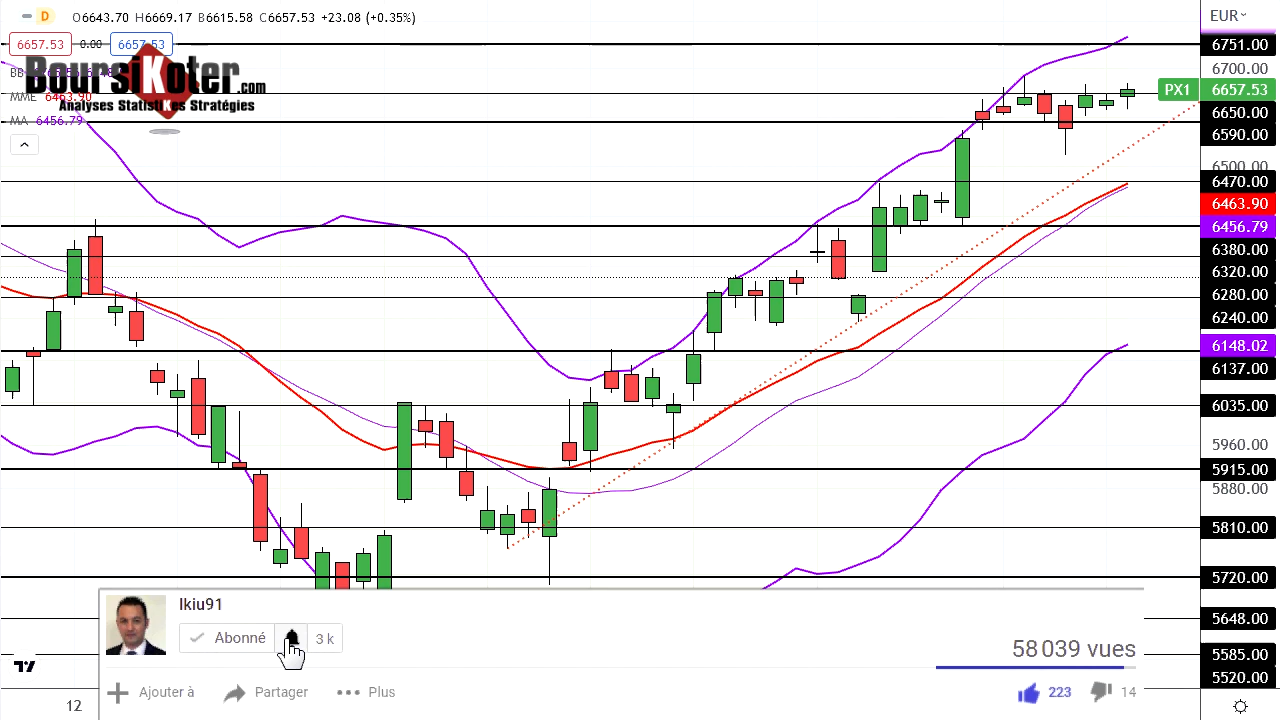 D O6643.70 H6669.17 B6615.58 C6657.53 +23.08 (+0.35%)
EUR
6657.53 0.00 6657.53
6751.00
BoursiKoter.com
Analyses StatistiKes Stratégies
BB
MME 6463.90
MA 6456.79
6700.00
PX1 6657.53
6650.00
6590.00
6500.00
6470.00
6463.90
6456.79
6380.00
6320.00
6280.00
6240.00
6148.02
6137.00
6035.00
5960.00
5915.00
5880.00
5810.00
5720.00
5648.00
5585.00
5520.00
12
Ikiu91
Abonné 3 k
58 039 vues
Ajouter à Partager Plus 223 14